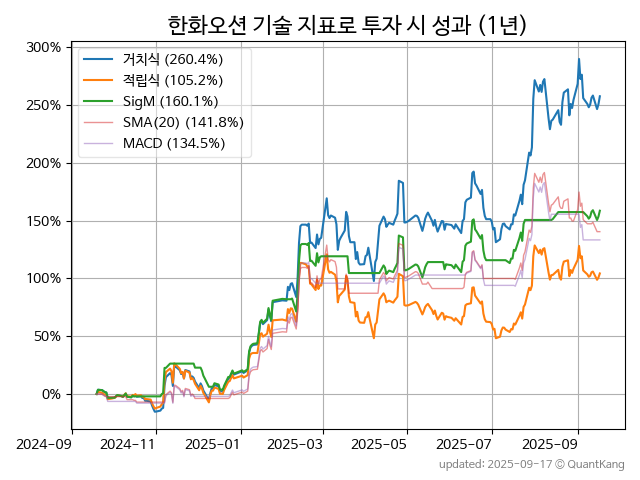 한화오션 기술 지표로 투자 시 성과 (1년)
300%
250%
200%
150%
100%
50%
0%
거치식 (260.4%)
적립식 (105.2%)
SigM (160.1%)
SMA(20) (141.8%)
MACD (134.5%)
2024-09 2024-11 2025-01 2025-03 2025-05 2025-07 2025-09
updated: 2025-09-17 © QuantKang